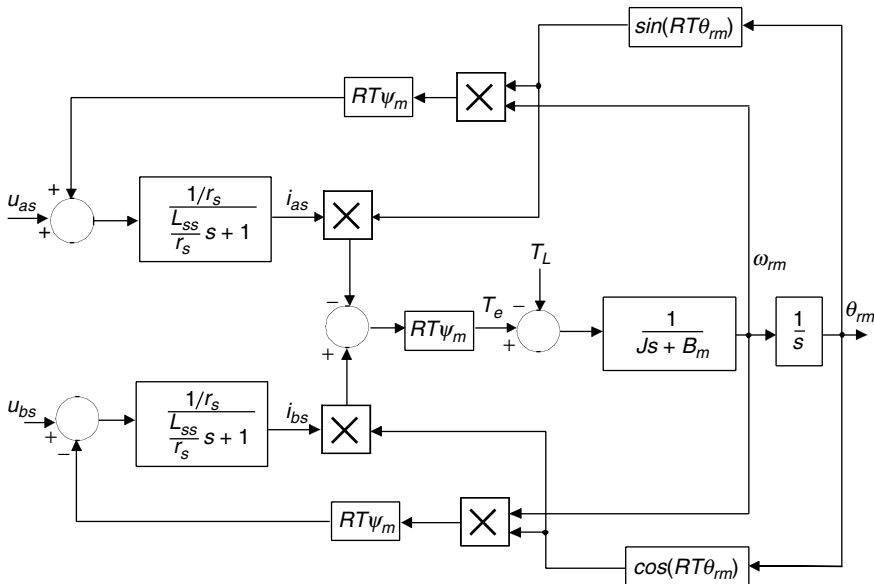 sin(RTθrm)
RTψm
+
uas
+
1/rs
Lss
rs
s + 1
ias
−
+
RTψm
Te
TL
−
+
1
Js + Bm
ωrm
1
s
θrm
ubs
+
−
1/rs
Lss
rs
s + 1
ibs
RTψm
cos(RTθrm)